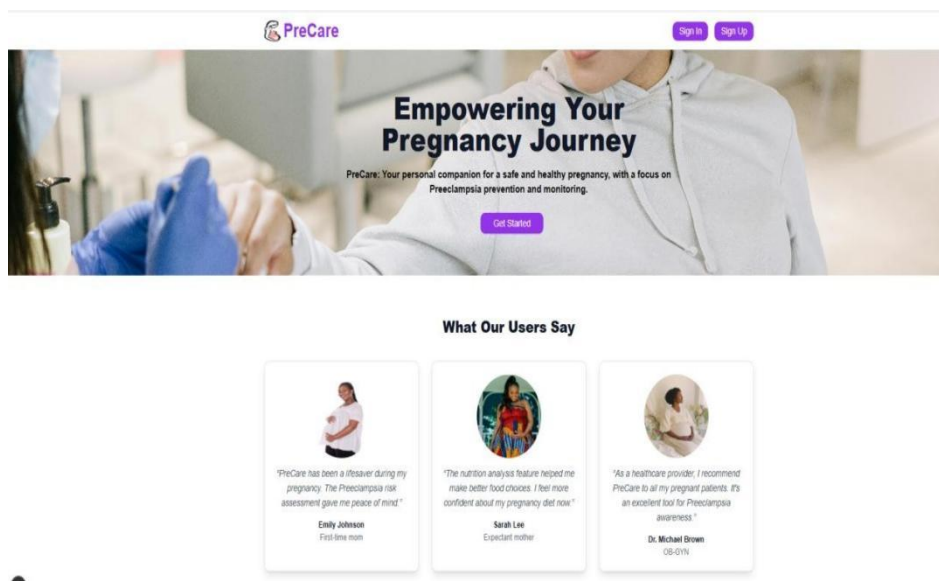 PreCare
Sign In
Sign Up
Empowering Your
Pregnancy Journey
PreCare: Your personal companion for a safe and healthy pregnancy, with a focus on
Preeclampsia prevention and monitoring.
Get Started
What Our Users Say
"PreCare has been a lifesaver during my
pregnancy. The Preeclampsia risk
assessment gave me peace of mind."
Emily Johnson
First-time mom
"The nutrition analysis feature helped me
make better food choices. I feel more
confident about my pregnancy diet now."
Sarah Lee
Expectant mother
"As a healthcare provider, I recommend
PreCare to all my pregnant patients. It's
an excellent tool for Preeclampsia
awareness."
Dr. Michael Brown
OB-GYN